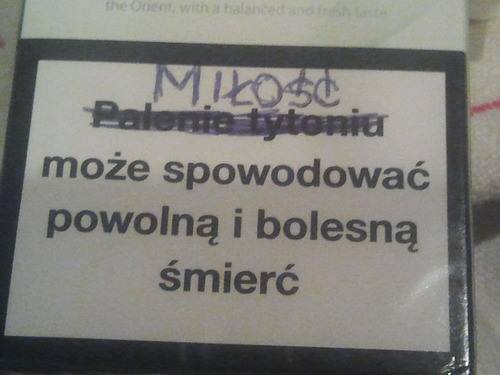 the Orient, with a balanced and fresh taste
MIŁOŚĆ
Palenie tytoniu
może spowodować
powolną i bolesną
śmierć